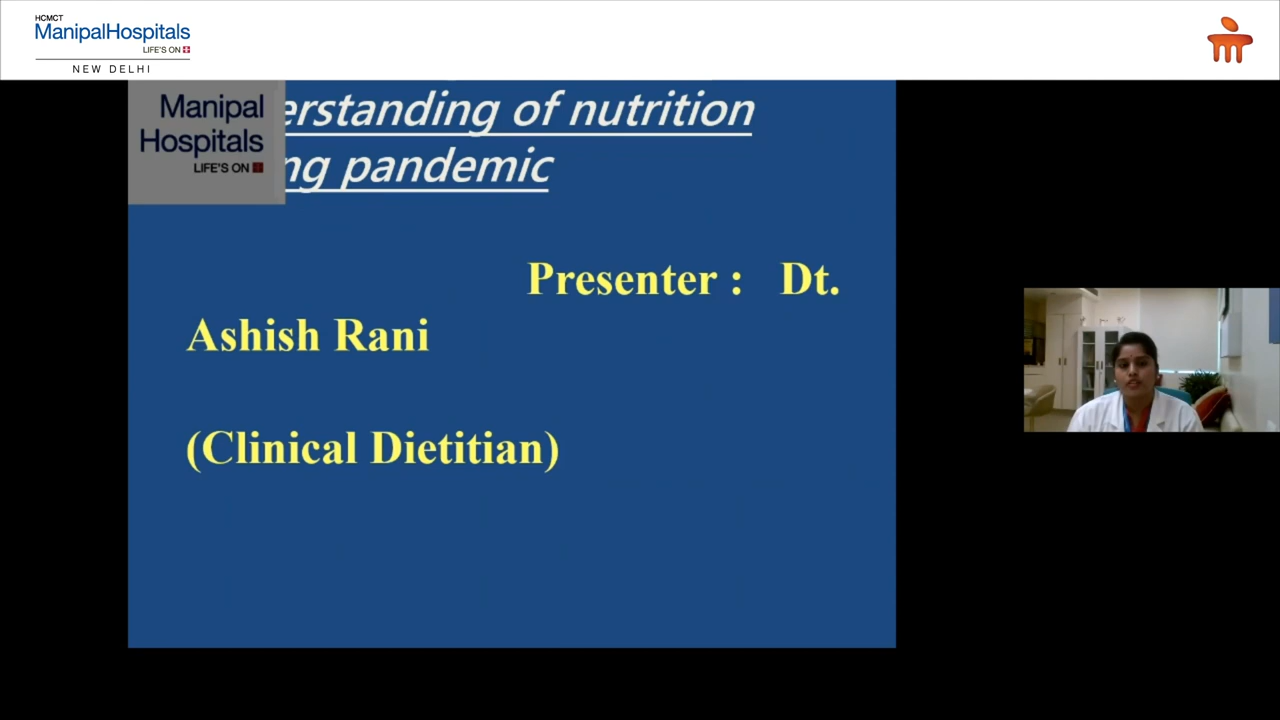 HCMCT
ManipalHospitals
LIFE'S ON
NEW DELHI
Manipal
Hospitals
LIFE'S ON
erstanding of nutrition
ng pandemic
Presenter : Dt.
Ashish Rani
(Clinical Dietitian)